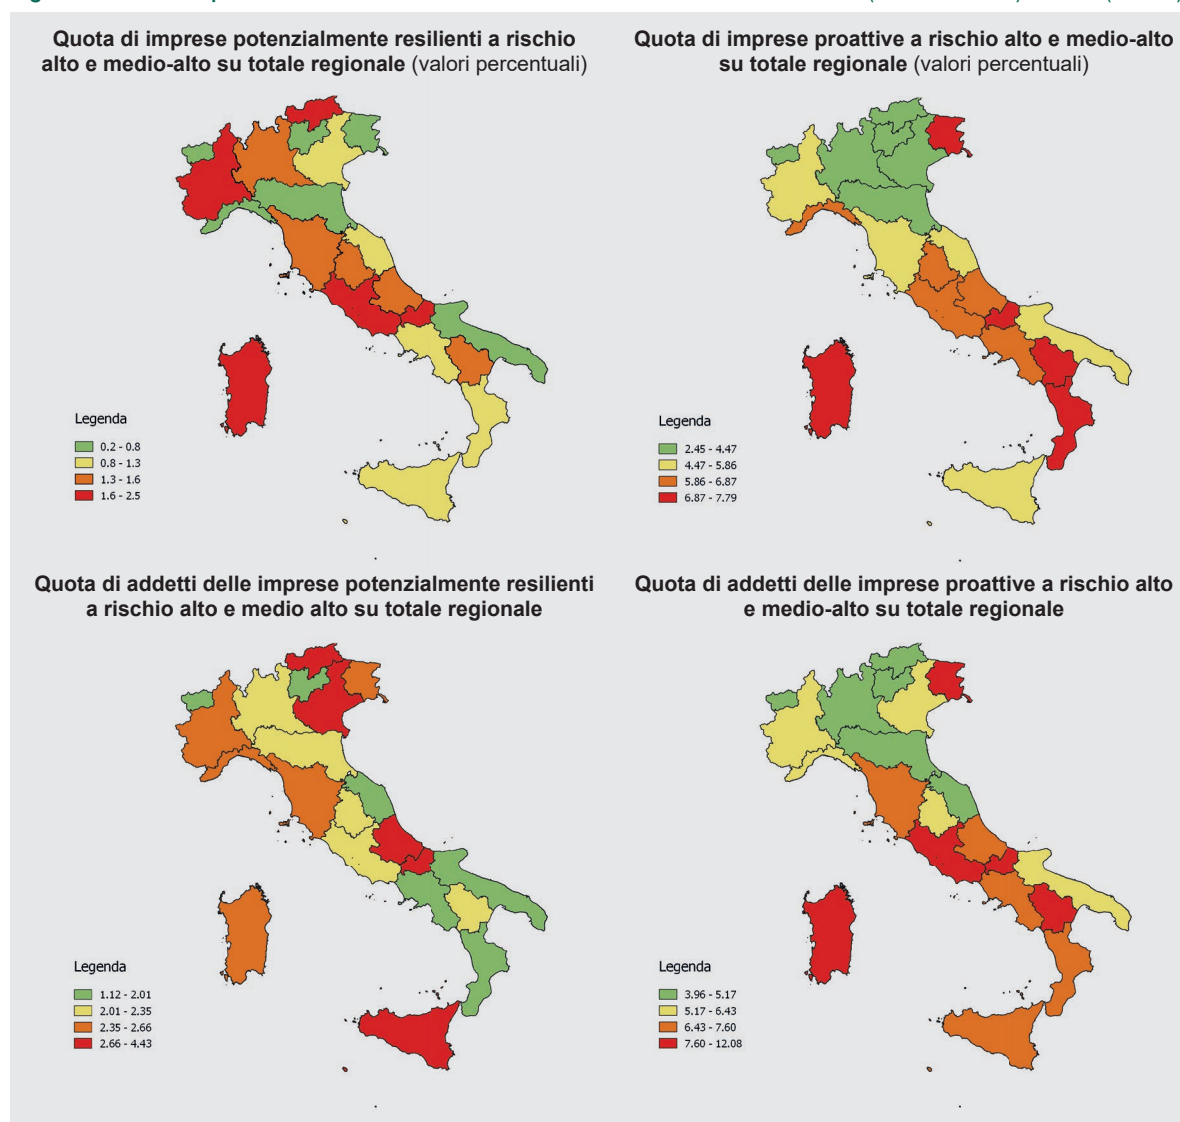 Quota di imprese potenzialmente resilienti a rischio
alto e medio-alto su totale regionale (valori percentuali)
Legenda
0.2 - 0.8
0.8 - 1.3
1.3 - 1.6
1.6 - 2.5
Quota di imprese proattive a rischio alto e medio-alto
su totale regionale (valori percentuali)
Legenda
2.45 - 4.47
4.47 - 5.86
5.86 - 6.87
6.87 - 7.79
Quota di addetti delle imprese potenzialmente resilienti
a rischio alto e medio alto su totale regionale
Legenda
1.12 - 2.01
2.01 - 2.35
2.35 - 2.66
2.66 - 4.43
Quota di addetti delle imprese proattive a rischio alto
e medio-alto su totale regionale
Legenda
3.96 - 5.17
5.17 - 6.43
6.43 - 7.60
7.60 - 12.08